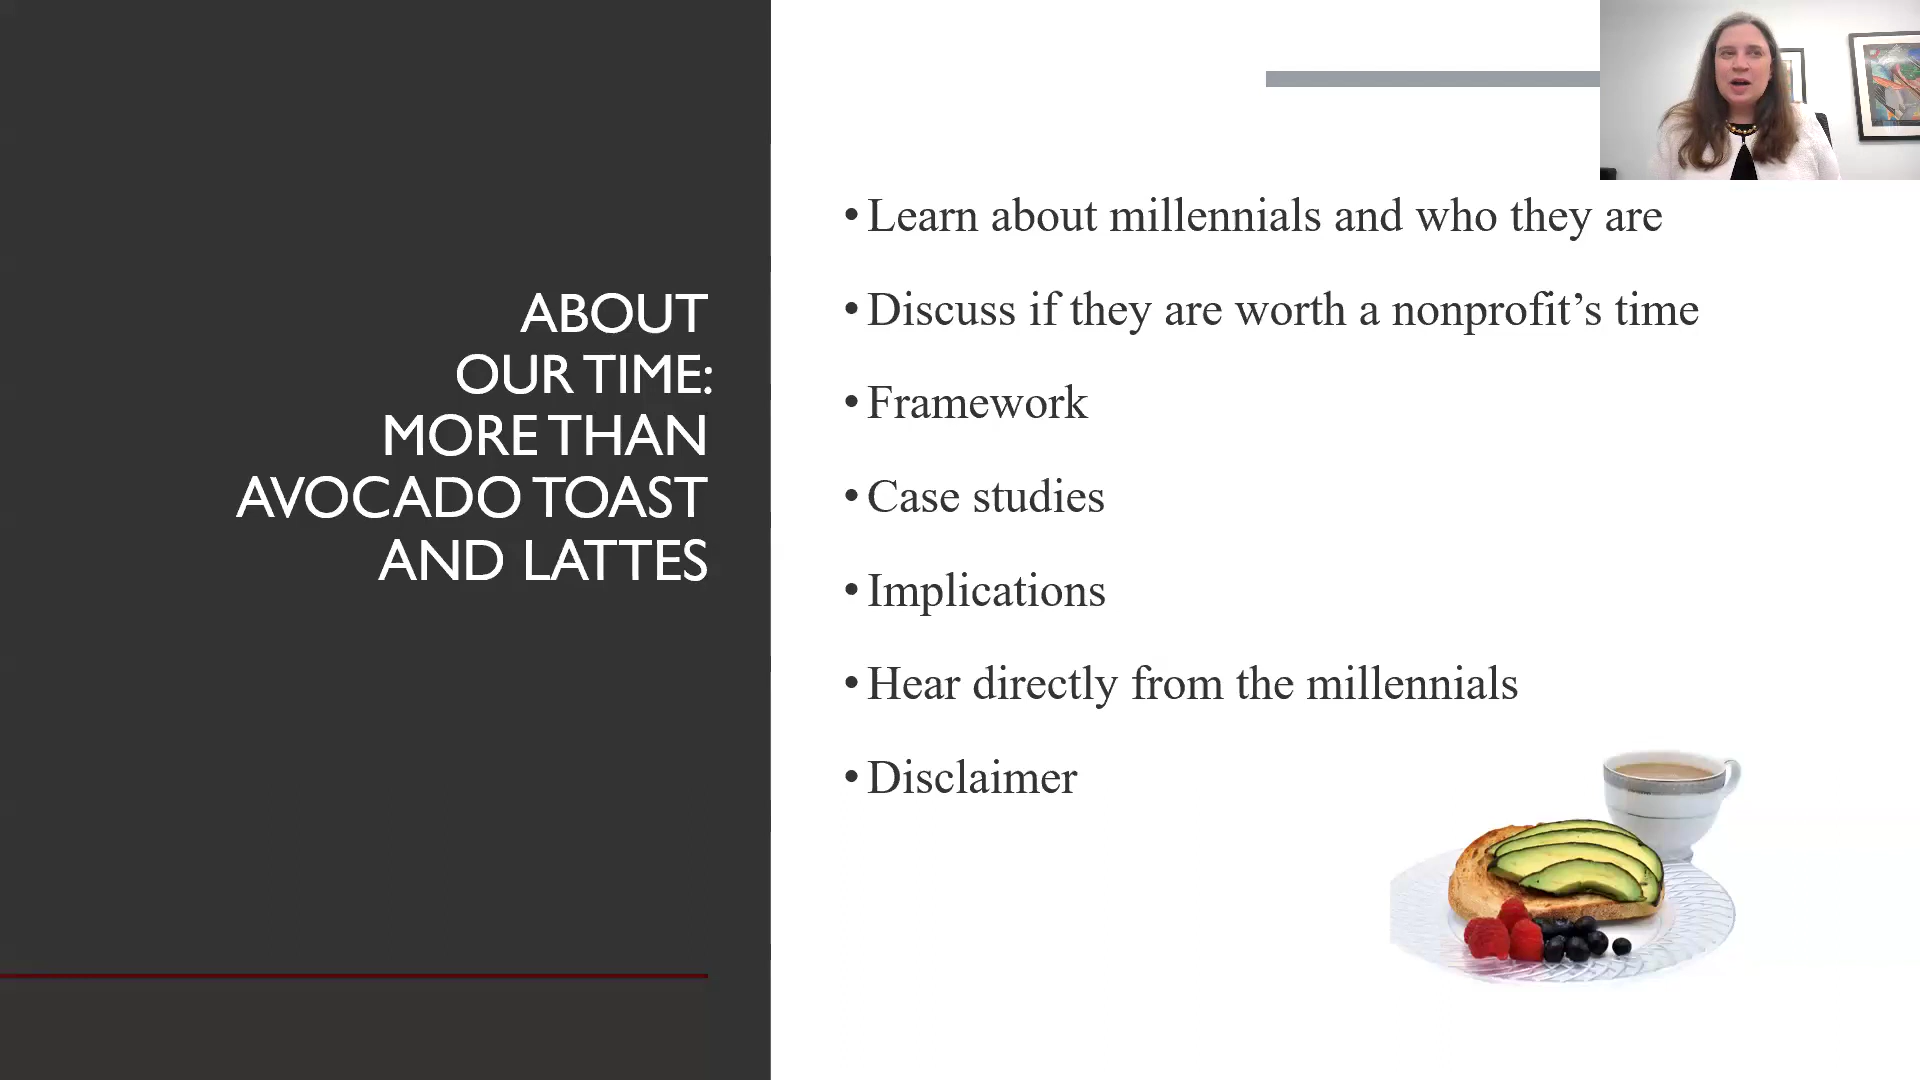 ABOUT
OUR TIME:
MORE THAN
AVOCADO TOAST
AND LATTES
• Learn about millennials and who they are
• Discuss if they are worth a nonprofit’s time
• Framework
• Case studies
• Implications
• Hear directly from the millennials
• Disclaimer